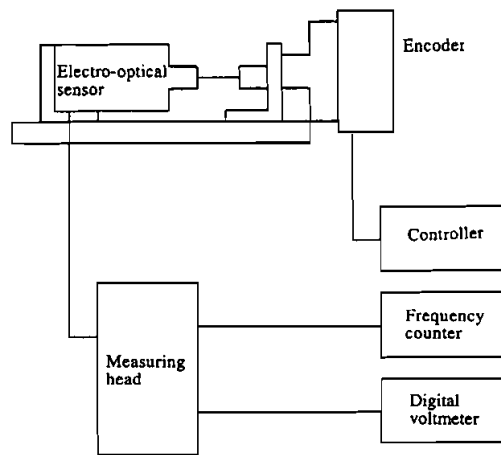 Encoder
Electro-optical
sensor
Controller
Frequency
counter
Measuring
head
Digital
voltmeter